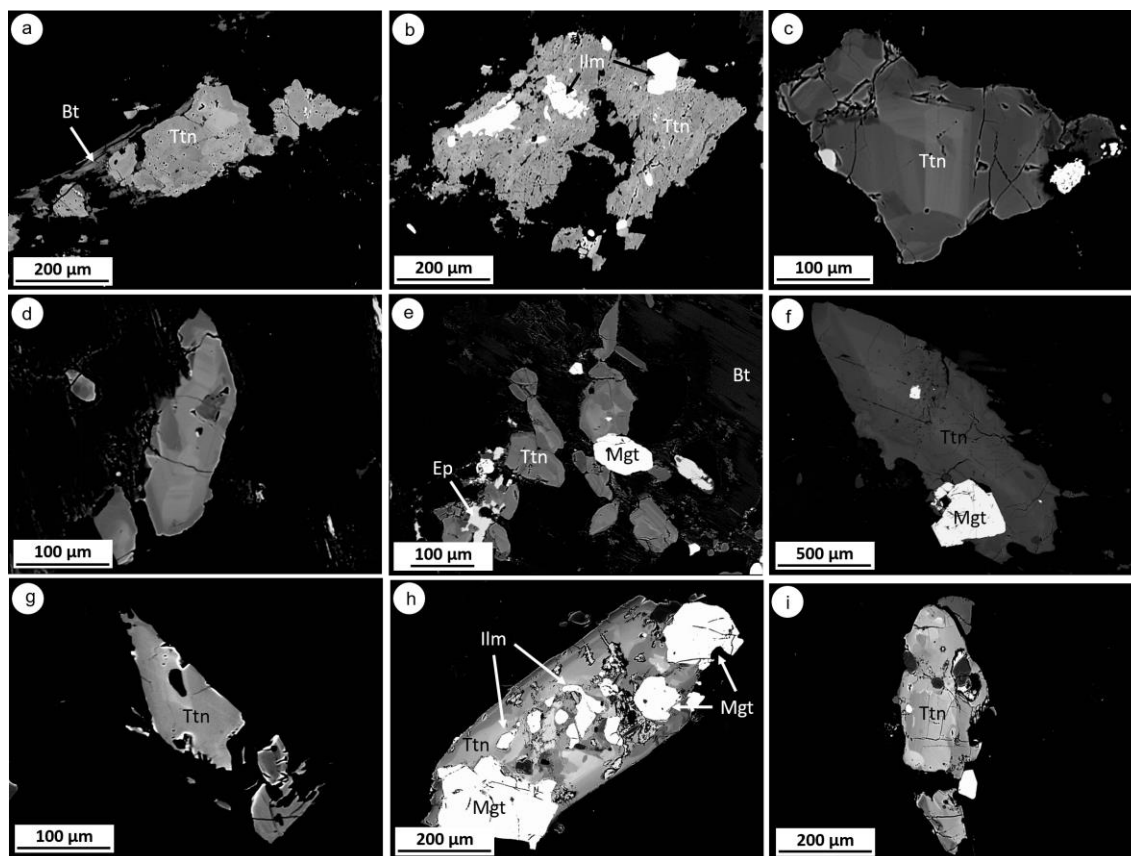 a
Bt
Ttn
200 µm
b
Ilm
Ttn
200 µm
c
Ttn
100 µm
d
100 µm
e
Bt
Ttn
Mgt
Ep
100 µm
f
Ttn
Mgt
500 µm
g
Ttn
100 µm
h
Ilm
Mgt
Ttn
Mgt
200 µm
i
Ttn
200 µm